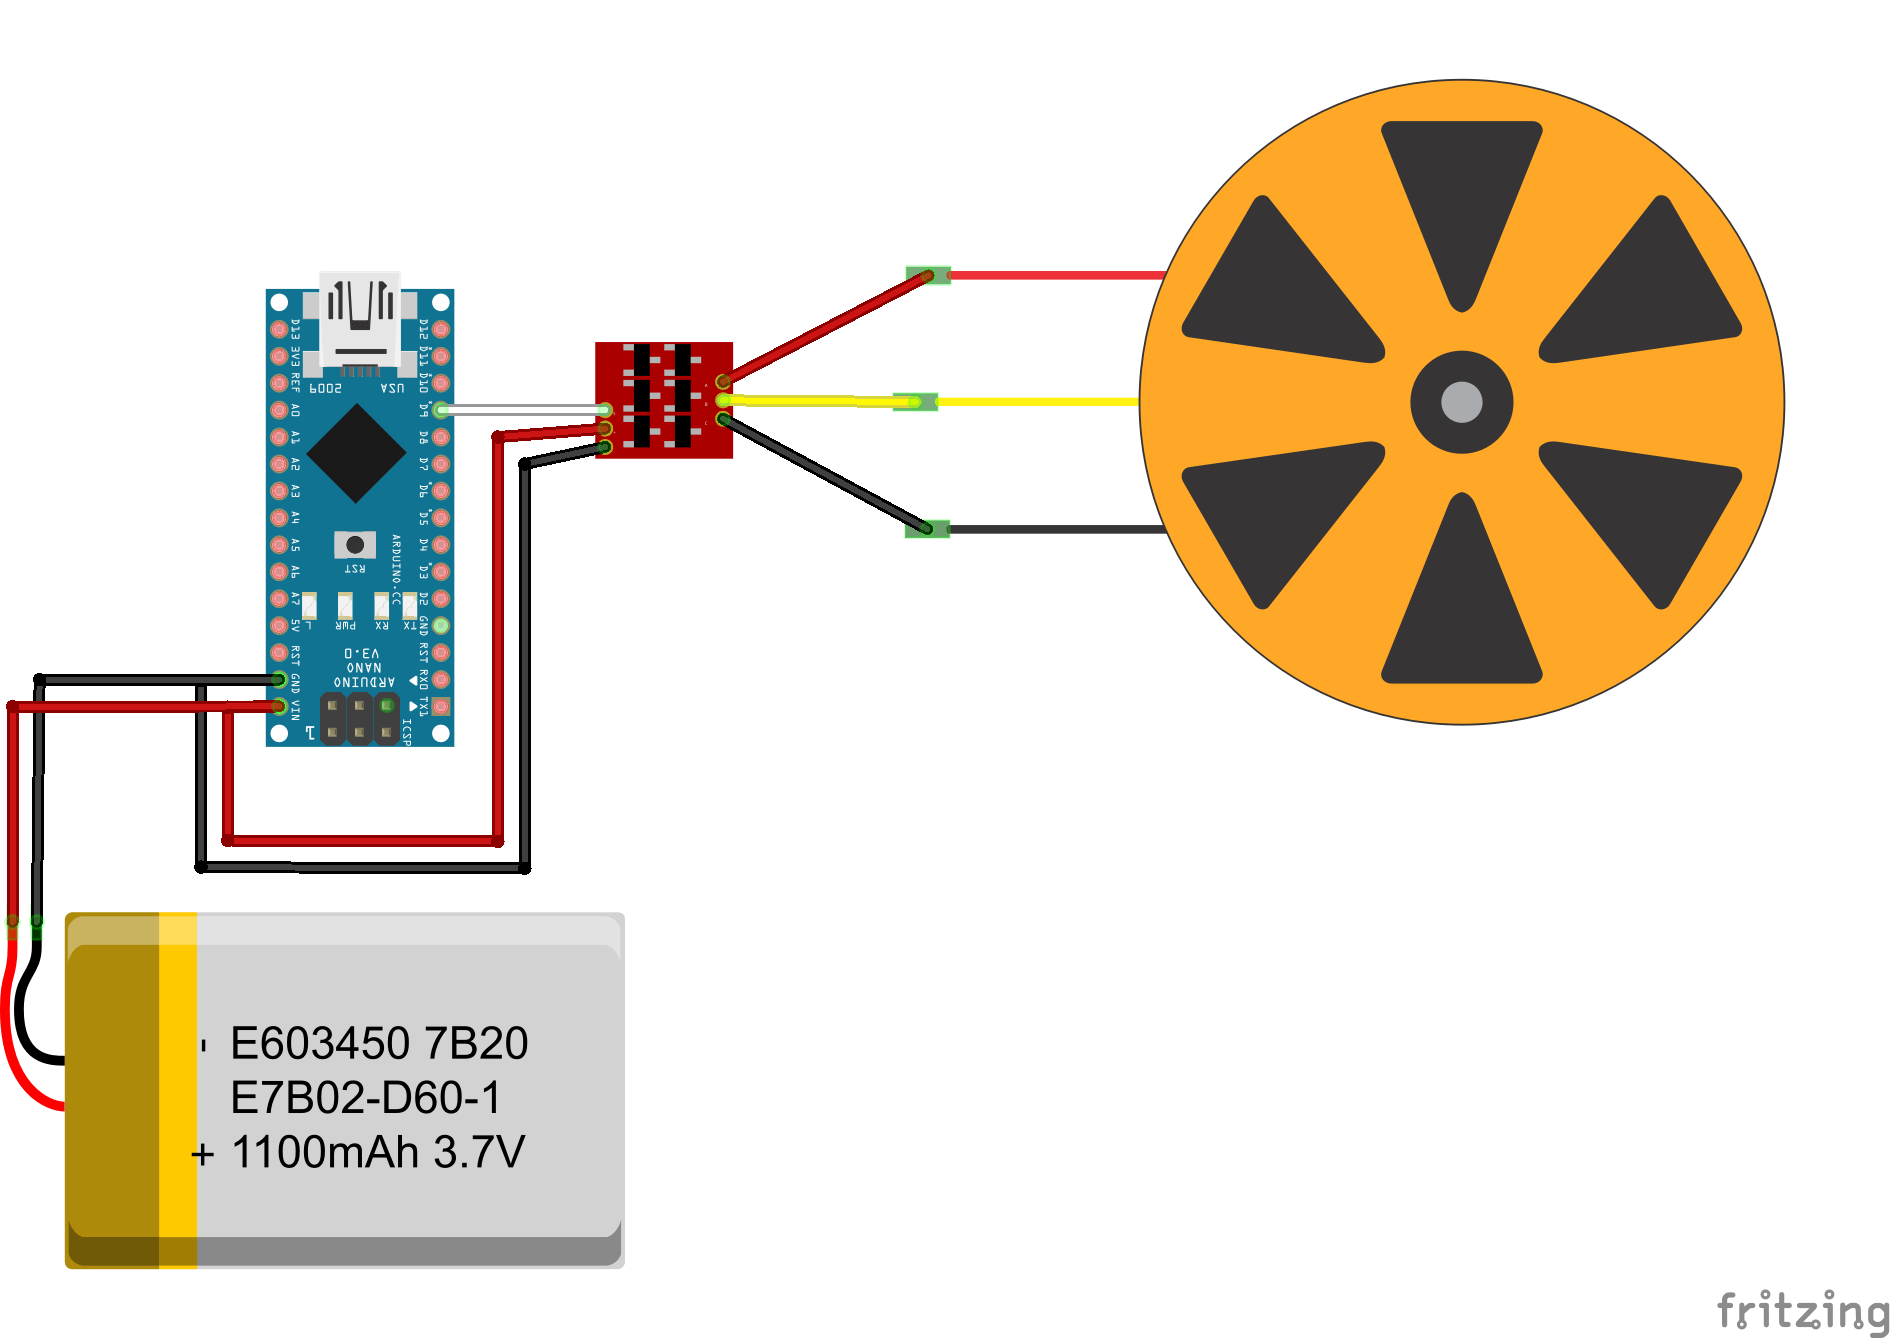 D13
3V3
REF
A0
A1
A2
A3
A4
A5
A6
A7
5V
RST
GND
VIN
D12
D11
D10
D9
D8
D7
D6
D5
D4
D3
D2
GND
RST
RX0
TX1
2009
USA
RST
ARDUINO.CC
L
PWR
RX
TX
ARDUINO
NANO
V3.0
1
ICSP
- E603450 7B20
E7B02-D60-1
+ 1100mAh 3.7V
fritzing